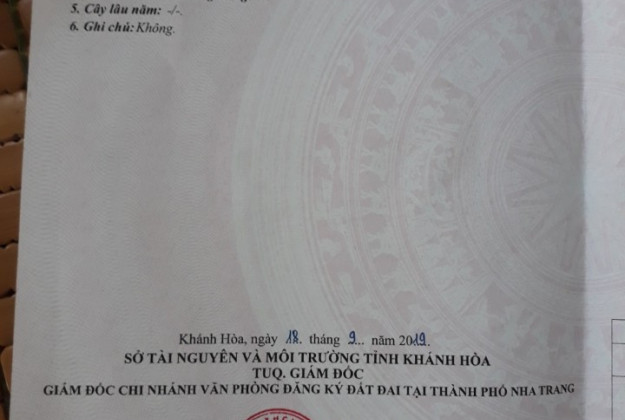 5. Cây lâu năm: -/-.
6. Ghi chú: Không.
Khánh Hòa, ngày 18. tháng 9... năm 2019.
SỞ TÀI NGUYÊN VÀ MÔI TRƯỜNG TỈNH KHÁNH HÒA
TUQ. GIÁM ĐỐC
GIÁM ĐỐC CHI NHÁNH VĂN PHÒNG ĐĂNG KÝ ĐẤT ĐAI TẠI THÀNH PHỐ NHA TRANG